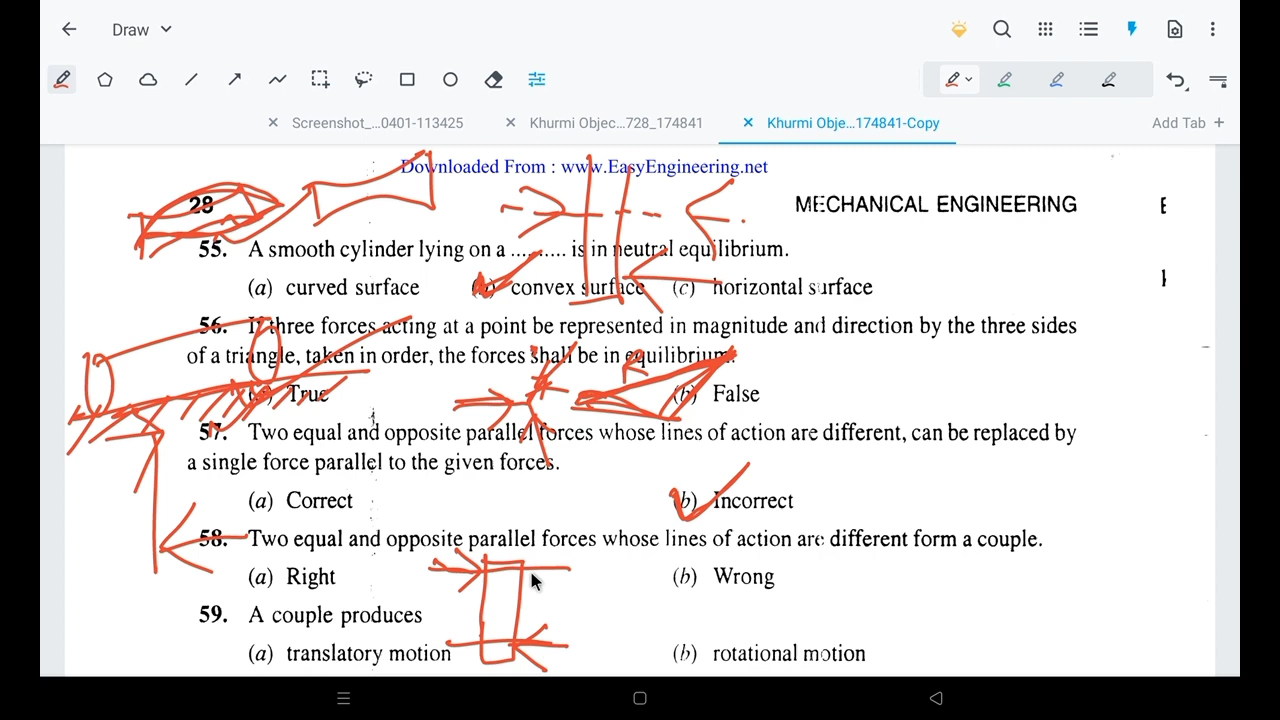 Draw
Screenshot_...0401-113425
Khurmi Objec...728_174841
Khurmi Obje...174841-Copy
Add Tab +
Downloaded From : www.EasyEngineering.net
28
MECHANICAL ENGINEERING
55. A smooth cylinder lying on a .......... is in neutral equilibrium.
(a) curved surface (b) convex surface (c) horizontal surface
56. If three forces acting at a point be represented in magnitude and direction by the three sides
of a triangle, taken in order, the forces shall be in equilibrium.
(a) True (b) False
R
57. Two equal and opposite parallel forces whose lines of action are different, can be replaced by
a single force parallel to the given forces.
(a) Correct (b) Incorrect
58. Two equal and opposite parallel forces whose lines of action are different form a couple.
(a) Right (b) Wrong
59. A couple produces
(a) translatory motion (b) rotational motion